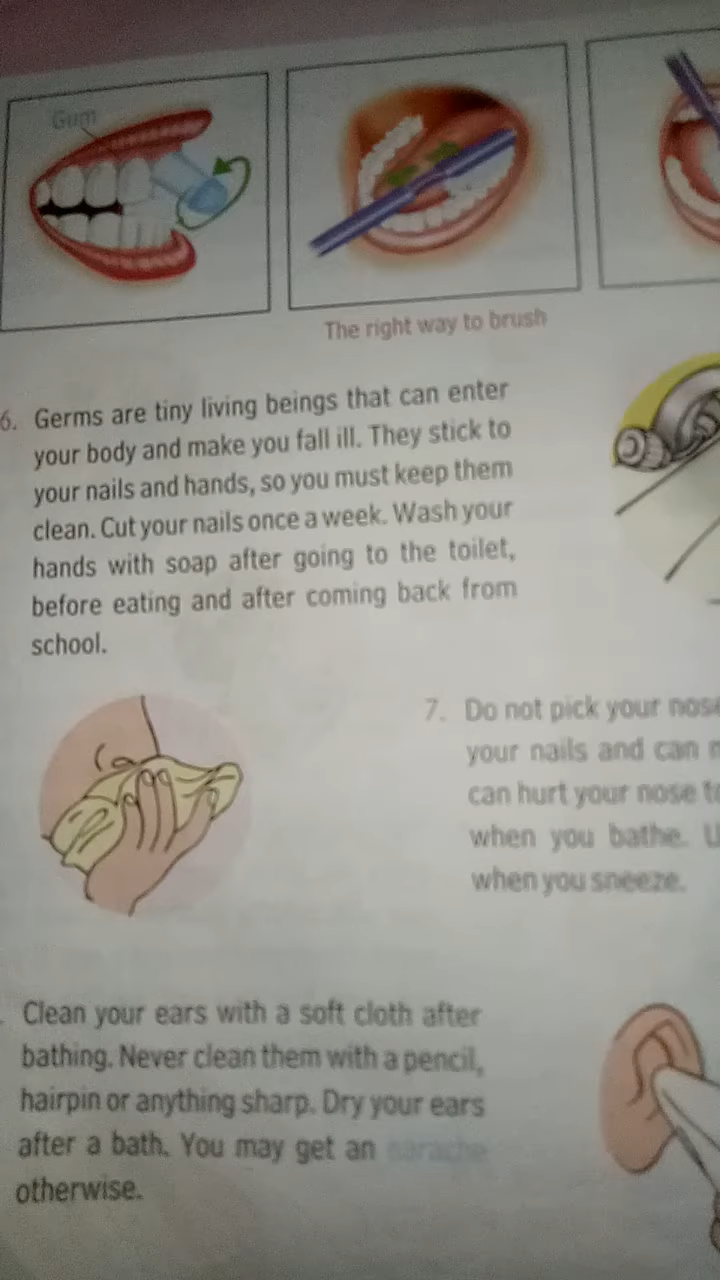 Gum
The right way to brush
6. Germs are tiny living beings that can enter
your body and make you fall ill. They stick to
your nails and hands, so you must keep them
clean. Cut your nails once a week. Wash your
hands with soap after going to the toilet,
before eating and after coming back from
school.
7. Do not pick your nose
your nails and can
can hurt your nose
when you bathe.
when you sneeze.
Clean your ears with a soft cloth after
bathing. Never clean them with a pencil,
hairpin or anything sharp. Dry your ears
after a bath. You may get an earache
otherwise.